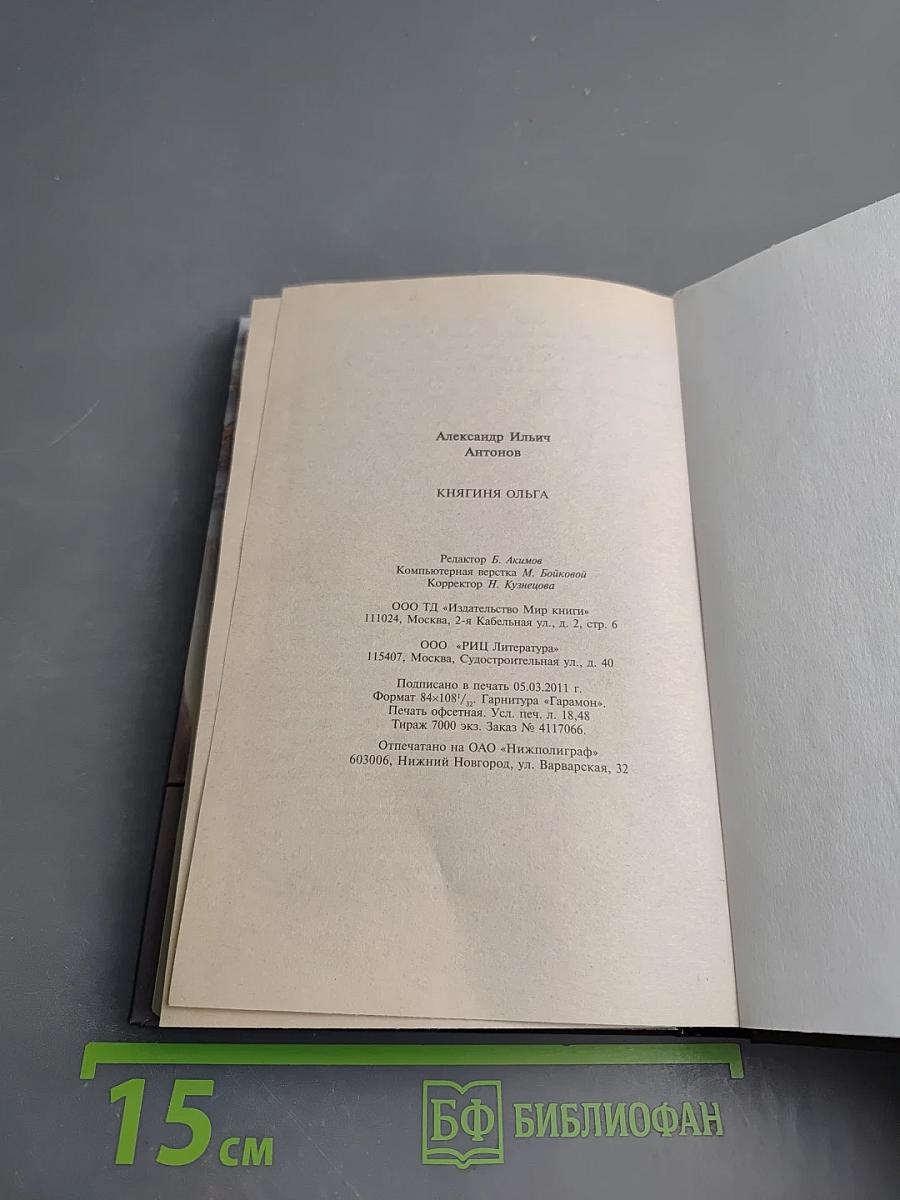 Александр Ильич
Антонов
КНЯГИНЯ ОЛЬГА
Редактор Б. Акимов
Компьютерная верстка М. Бойковой
Корректор Н. Кузнецова
ООО ТД «Издательство Мир книги»
111024, Москва, 2-я Кабельная ул., д. 2, стр. 6
ООО «РИЦ Литература»
115407, Москва, Судостроительная ул., д. 40
Подписано в печать 05.03.2011 г.
Формат 84×108¹/₃₂. Гарнитура «Гарамон».
Печать офсетная. Усл. печ. л. 18,48
Тираж 7000 экз. Заказ № 4117066.
Отпечатано на ОАО «Нижполиграф»
603006, Нижний Новгород, ул. Варварская, 32
15 см
БФ БИБЛИОФАН